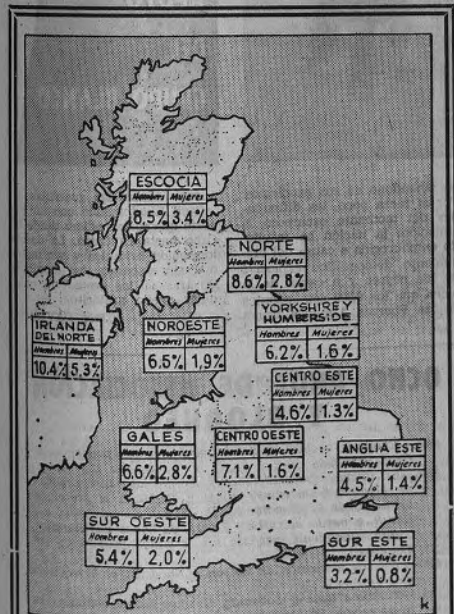 ESCOCIA
Hombres Mujeres
8.5% 3.4%
NORTE
Hombres Mujeres
8.6% 2.8%
YORKSHIRE Y
HUMBERSIDE
Hombres Mujeres
6.2% 1.6%
IRLANDA
DEL NORTE
Hombres Mujeres
10.4% 5.3%
NOROESTE
Hombres Mujeres
6.5% 1,9%
CENTRO ESTE
Hombres Mujeres
4.6% 1.3%
GALES
Hombres Mujeres
6.6% 2.8%
CENTRO OESTE
Hombres Mujeres
7.1% 1.6%
ANGLIA ESTE
Hombres Mujeres
4.5% 1.4%
SUR OESTE
Hombres Mujeres
5.4% 2.0%
SUR ESTE
Hombres Mujeres
3.2% 0.8%
k